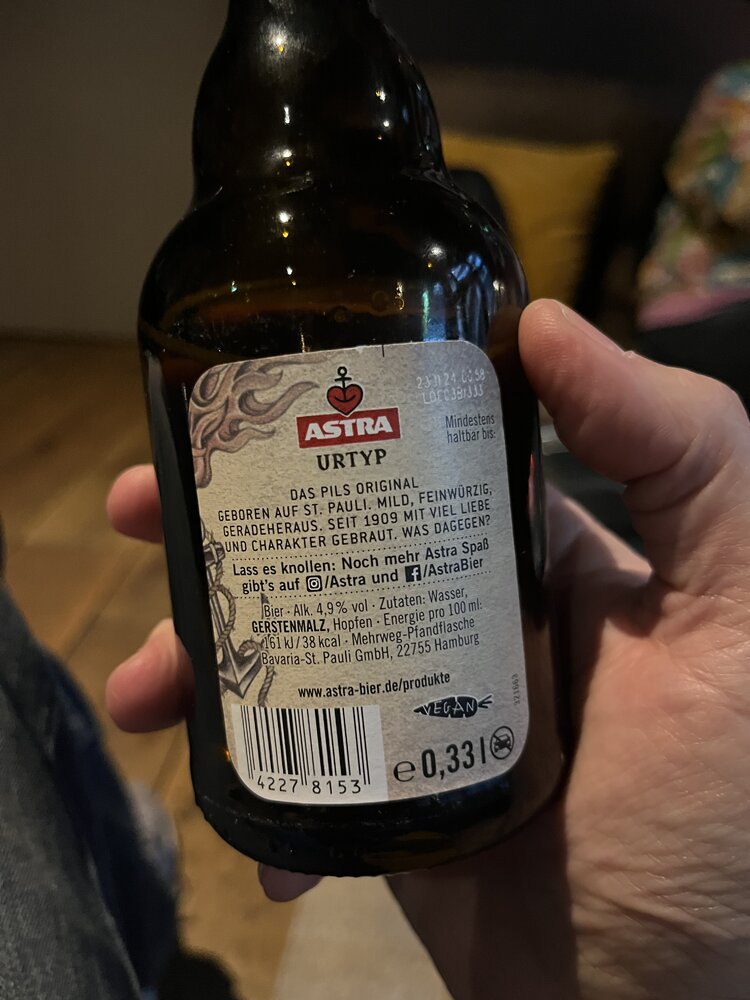 ASTRA
URTYP
Mindestens
haltbar bis:
DAS PILS ORIGINAL
GEBOREN AUF ST. PAULI. MILD, FEINWÜRZIG,
GERADEHERAUS. SEIT 1909 MIT VIEL LIEBE
UND CHARAKTER GEBRAUT. WAS DAGEGEN?
Lass es knollen: Noch mehr Astra Spaß
gibt's auf /Astra und /AstraBier
Bier · Alk. 4,9 % vol · Zutaten: Wasser,
GERSTENMALZ, Hopfen · Energie pro 100 ml:
161 kJ / 38 kcal · Mehrweg-Pfandflasche
Bavaria-St. Pauli GmbH, 22755 Hamburg
www.astra-bier.de/produkte
VEGAN
4227 8153
e 0,33 l